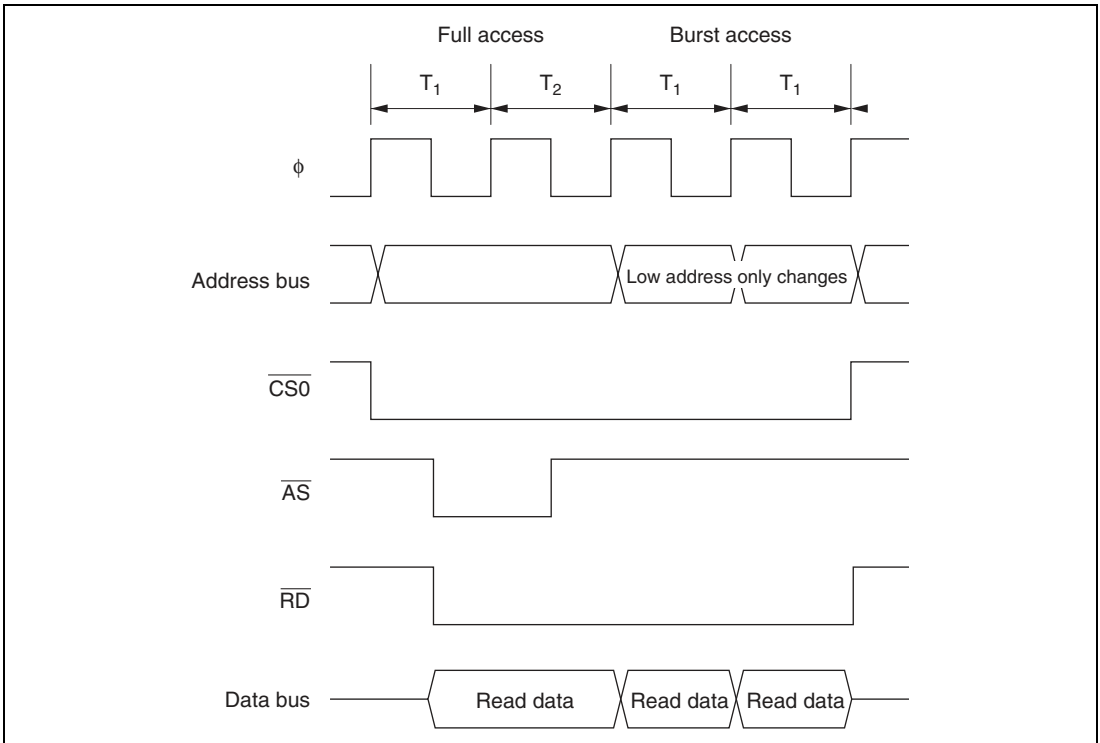 Full access Burst access
T1 T2 T1 T1
ϕ
Address bus Low address only changes
CS0
AS
RD
Data bus Read data Read data Read data